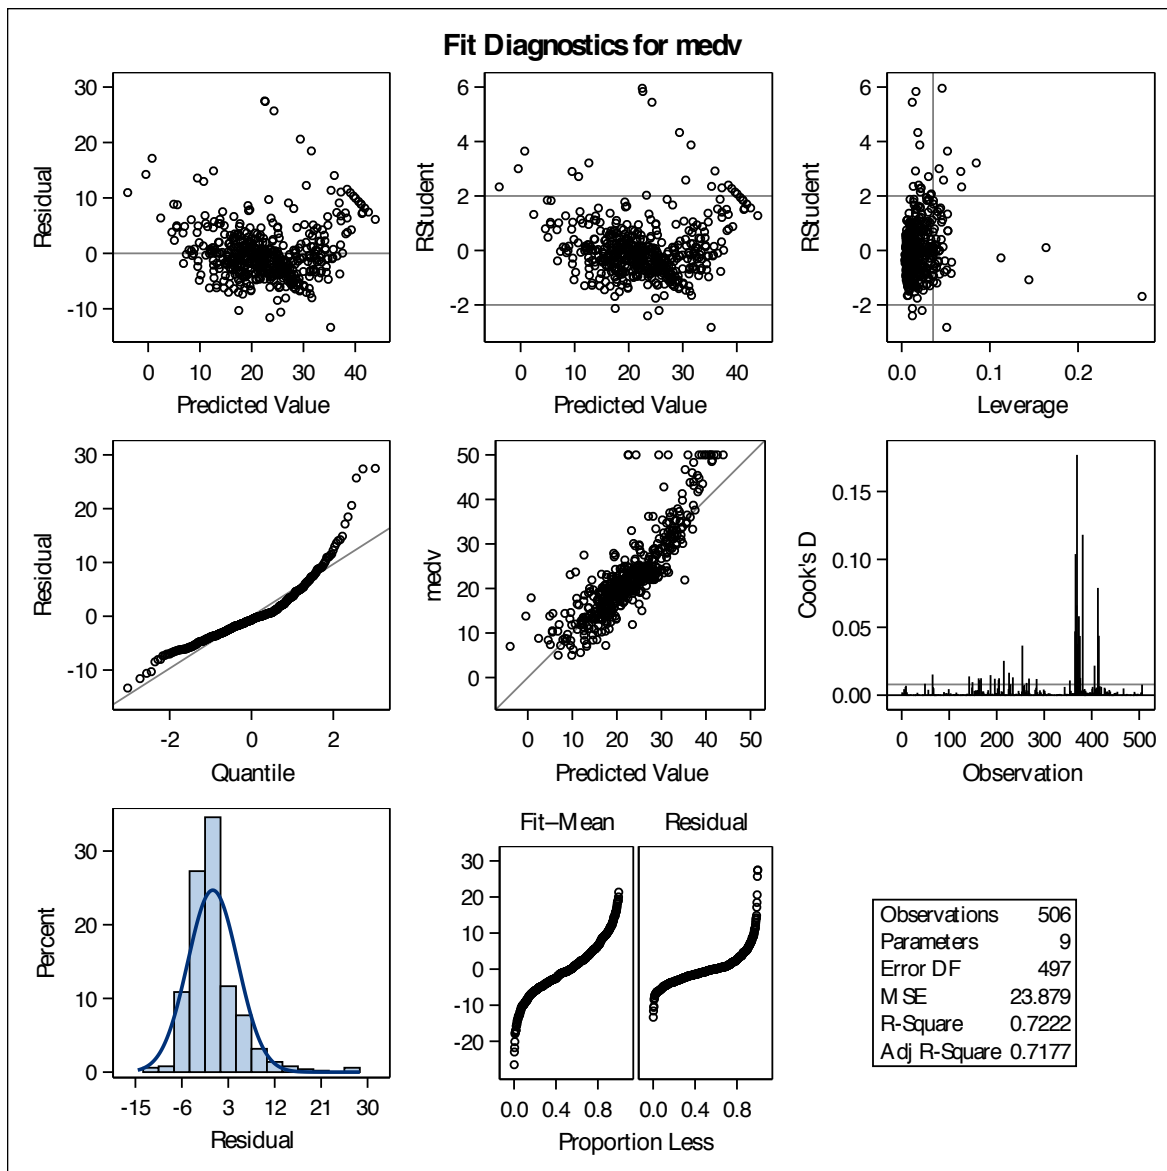 Fit Diagnostics for medv
30
20
10
0
-10
Residual
0 10 20 30 40
Predicted Value
6
4
2
0
-2
RStudent
0 10 20 30 40
Predicted Value
6
4
2
0
-2
RStudent
0.0 0.1 0.2
Leverage
30
20
10
0
-10
Residual
-2 0 2
Quantile
50
40
30
20
10
0
medv
0 10 20 30 40 50
Predicted Value
0.15
0.10
0.05
0.00
Cook's D
0 100 200 300 400 500
Observation
30
20
10
0
Percent
-15 -6 3 12 21 30
Residual
Fit–Mean Residual
30
20
10
0
-10
-20
0.0 0.4 0.8 0.0 0.4 0.8
Proportion Less
Observations 506
Parameters 9
Error DF 497
MSE 23.879
R-Square 0.7222
Adj R-Square 0.7177